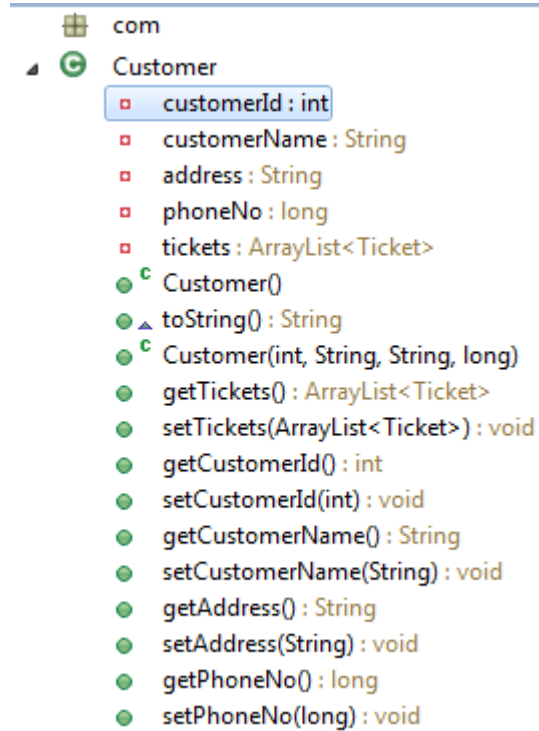 com
C Customer
customerId : int
customerName : String
address : String
phoneNo : long
tickets : ArrayList<Ticket>
C Customer()
toString() : String
C Customer(int, String, String, long)
getTickets() : ArrayList<Ticket>
setTickets(ArrayList<Ticket>) : void
getCustomerId() : int
setCustomerId(int) : void
getCustomerName() : String
setCustomerName(String) : void
getAddress() : String
setAddress(String) : void
getPhoneNo() : long
setPhoneNo(long) : void